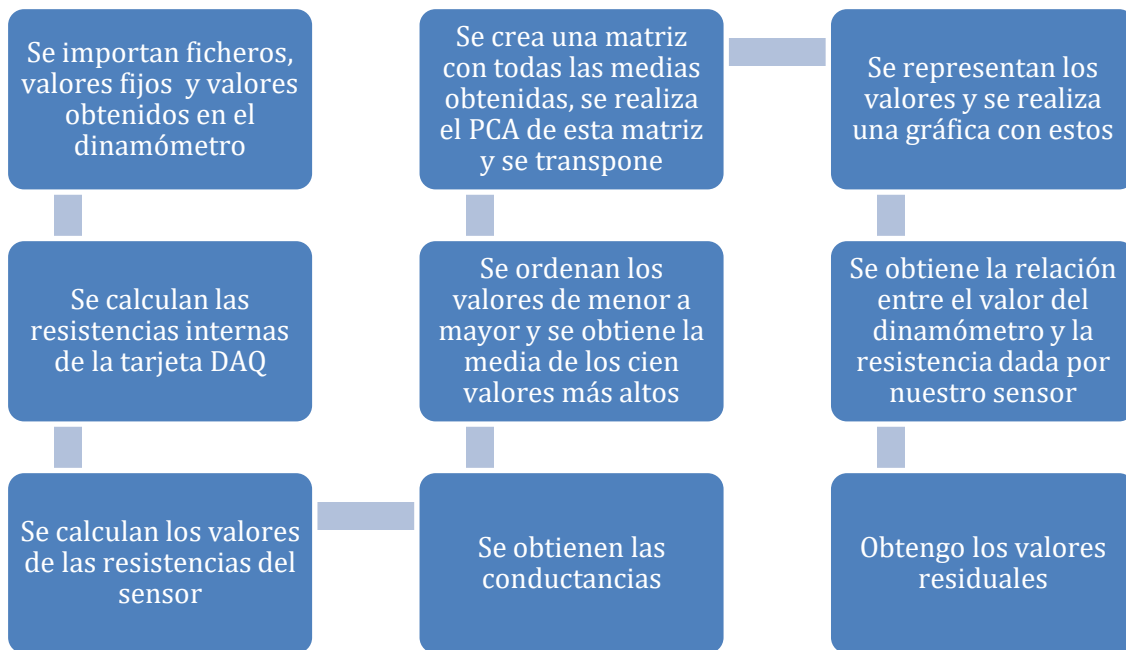 Se importan ficheros,
valores fijos y valores
obtenidos en el
dinamómetro
Se calculan las
resistencias internas
de la tarjeta DAQ
Se calculan los valores
de las resistencias del
sensor
Se obtienen las
conductancias
Se ordenan los
valores de menor a
mayor y se obtiene la
media de los cien
valores más altos
Se crea una matriz
con todas las medias
obtenidas, se realiza
el PCA de esta matriz
y se transpone
Se representan los
valores y se realiza
una gráfica con estos
Se obtiene la relación
entre el valor del
dinamómetro y la
resistencia dada por
nuestro sensor
Obtengo los valores
residuales